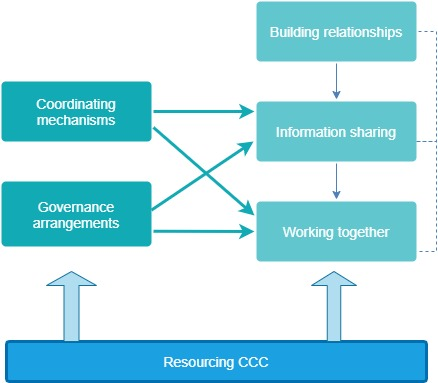 Building relationships
Coordinating
mechanisms
Information sharing
Governance
arrangements
Working together
Resourcing CCC